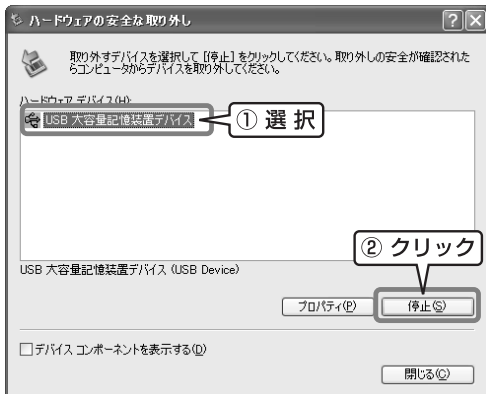 ハードウェアの安全な取り外し
取り外すデバイスを選択して [停止] をクリックしてください。取り外しの安全が確認された
らコンピュータからデバイスを取り外してください。
ハードウェア デバイス(H):
USB 大容量記憶装置デバイス
① 選 択
② クリック
USB 大容量記憶装置デバイス (USB Device)
プロパティ(P)
停止(S)
デバイス コンポーネントを表示する(D)
閉じる(C)